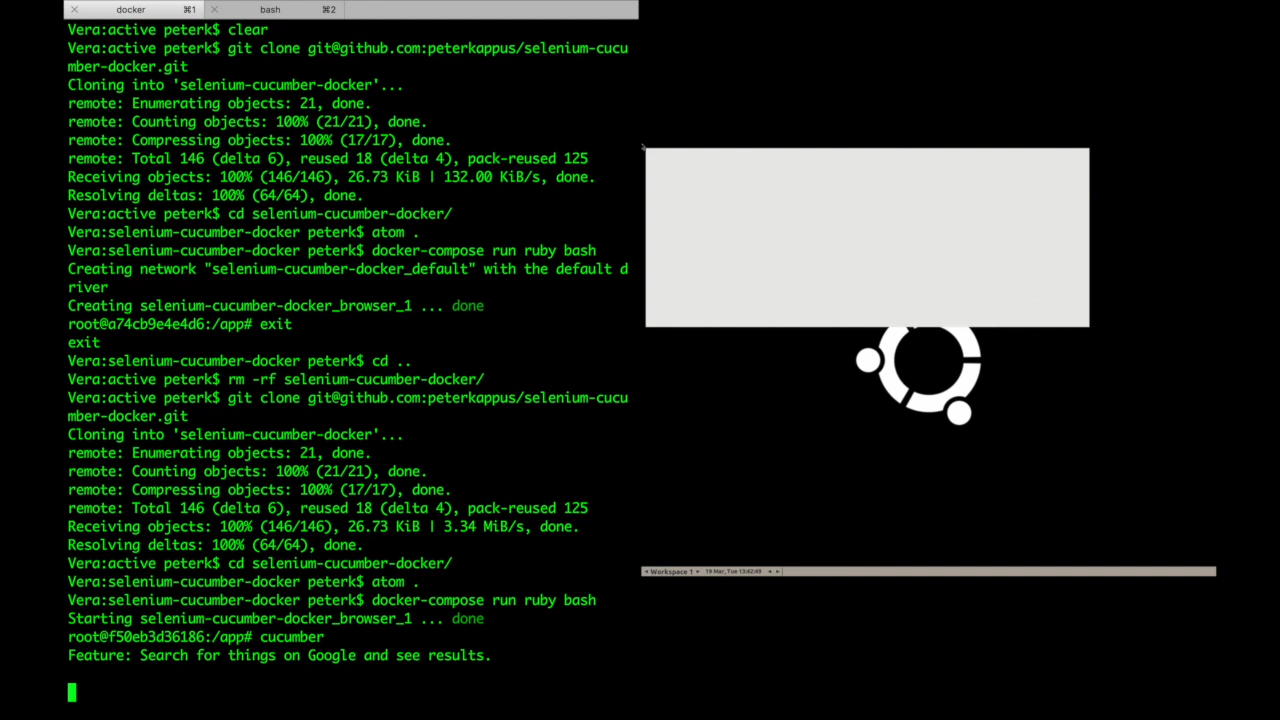 docker ⌘1 bash ⌘2
Vera:active peterk$ clear
Vera:active peterk$ git clone git@github.com:peterkappus/selenium-cucu
mber-docker.git
Cloning into 'selenium-cucumber-docker'...
remote: Enumerating objects: 21, done.
remote: Counting objects: 100% (21/21), done.
remote: Compressing objects: 100% (17/17), done.
remote: Total 146 (delta 6), reused 18 (delta 4), pack-reused 125
Receiving objects: 100% (146/146), 26.73 KiB | 132.00 KiB/s, done.
Resolving deltas: 100% (64/64), done.
Vera:active peterk$ cd selenium-cucumber-docker/
Vera:selenium-cucumber-docker peterk$ atom .
Vera:selenium-cucumber-docker peterk$ docker-compose run ruby bash
Creating network "selenium-cucumber-docker_default" with the default d
river
Creating selenium-cucumber-docker_browser_1 ... done
root@a74cb9e4e4d6:/app# exit
exit
Vera:selenium-cucumber-docker peterk$ cd ..
Vera:active peterk$ rm -rf selenium-cucumber-docker/
Vera:active peterk$ git clone git@github.com:peterkappus/selenium-cucu
mber-docker.git
Cloning into 'selenium-cucumber-docker'...
remote: Enumerating objects: 21, done.
remote: Counting objects: 100% (21/21), done.
remote: Compressing objects: 100% (17/17), done.
remote: Total 146 (delta 6), reused 18 (delta 4), pack-reused 125
Receiving objects: 100% (146/146), 26.73 KiB | 3.34 MiB/s, done.
Resolving deltas: 100% (64/64), done.
Vera:active peterk$ cd selenium-cucumber-docker/
Vera:selenium-cucumber-docker peterk$ atom .
Vera:selenium-cucumber-docker peterk$ docker-compose run ruby bash
Starting selenium-cucumber-docker_browser_1 ... done
root@f50eb3d36186:/app# cucumber
Feature: Search for things on Google and see results.
Workspace 1 19 Mar, Tue 13:42:49